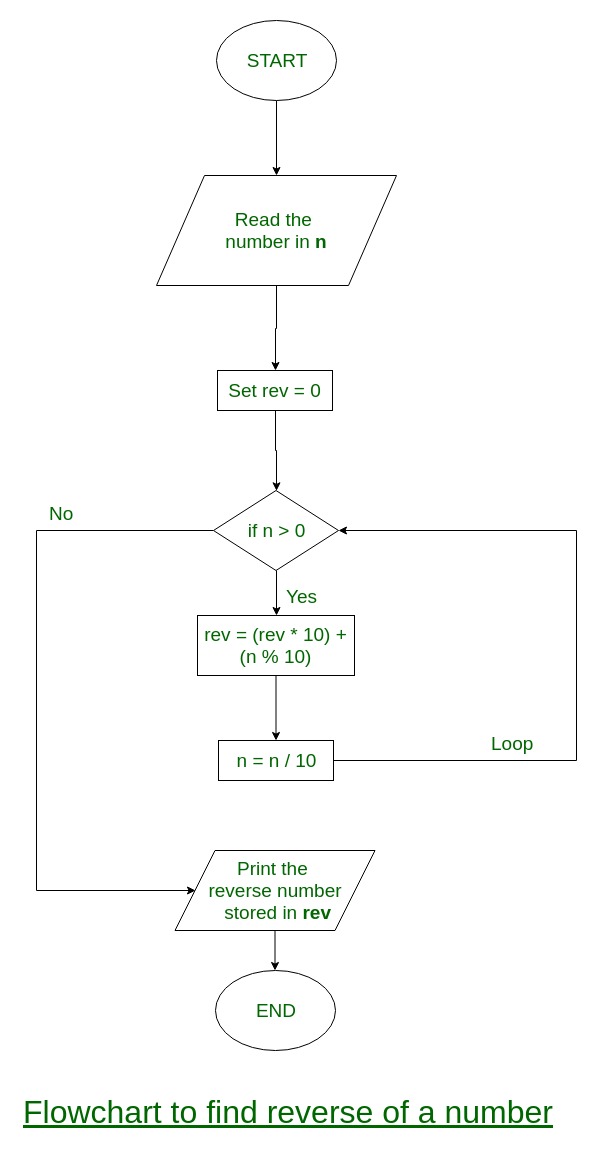 START
Read the
number in n
Set rev = 0
No
if n > 0
Yes
rev = (rev * 10) +
(n % 10)
Loop
n = n / 10
Print the
reverse number
stored in rev
END
Flowchart to find reverse of a number